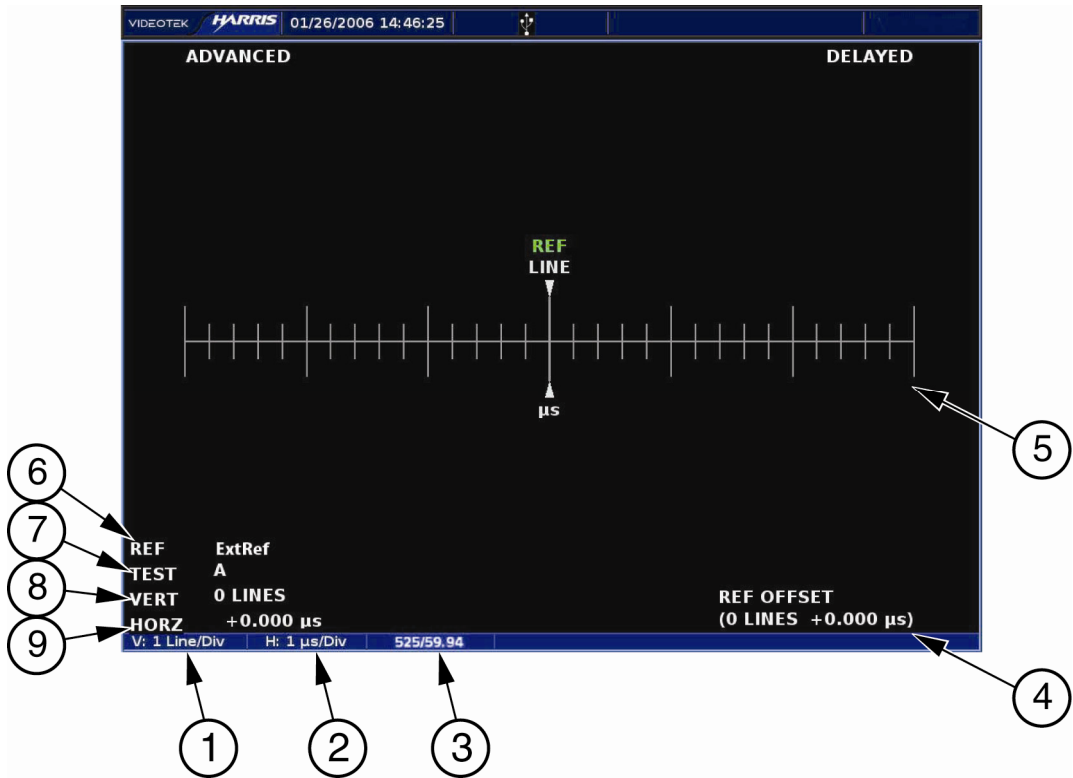 VIDEOTEK HARRIS 01/26/2006 14:46:25
ADVANCED DELAYED
REF
LINE
µs
5
6
7
8
9
REF ExtRef
TEST A
VERT 0 LINES
HORZ +0.000 µs
REF OFFSET
(0 LINES +0.000 µs)
V: 1 Line/Div H: 1 µs/Div 525/59.94
4
1 2 3